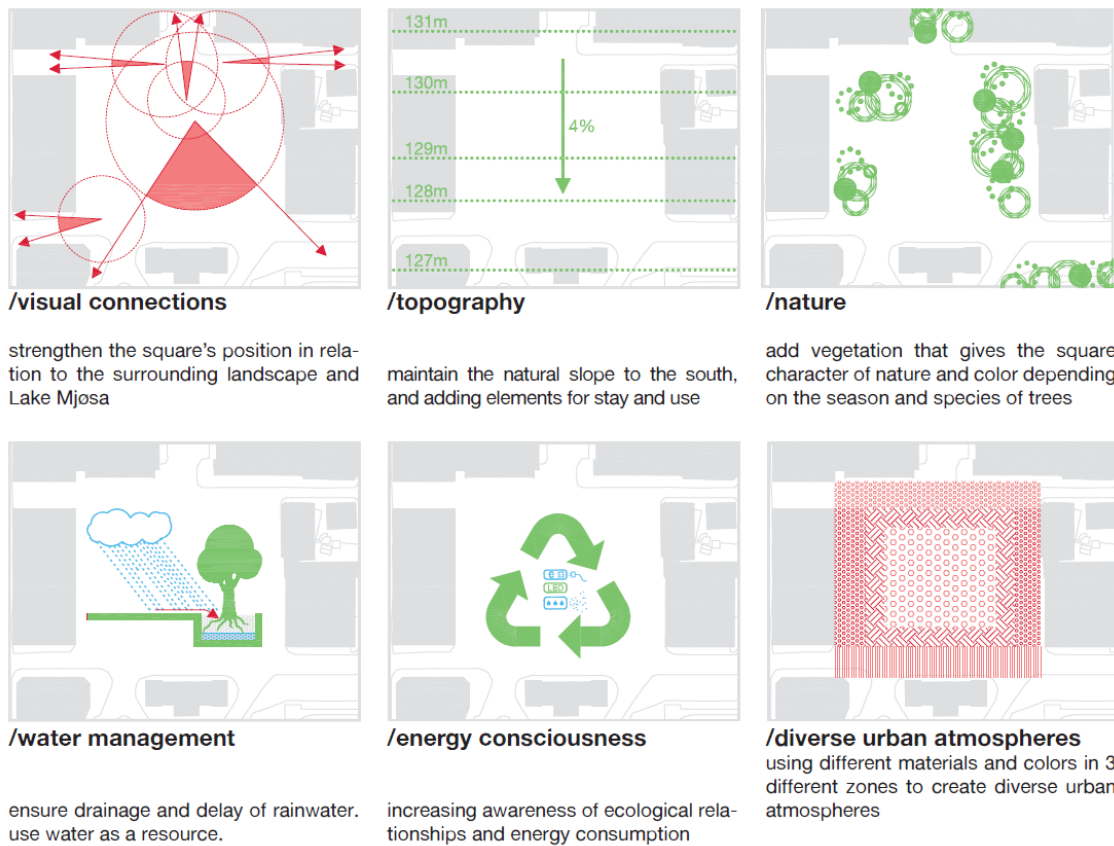 131m
130m
4%
129m
128m
127m
/visual connections
strengthen the square's position in rela-
tion to the surrounding landscape and
Lake Mjøsa
/topography
maintain the natural slope to the south,
and adding elements for stay and use
/nature
add vegetation that gives the square
character of nature and color depending
on the season and species of trees
/water management
ensure drainage and delay of rainwater.
use water as a resource.
LED
/energy consciousness
increasing awareness of ecological rela-
tionships and energy consumption
/diverse urban atmospheres
using different materials and colors in 3
different zones to create diverse urban
atmospheres